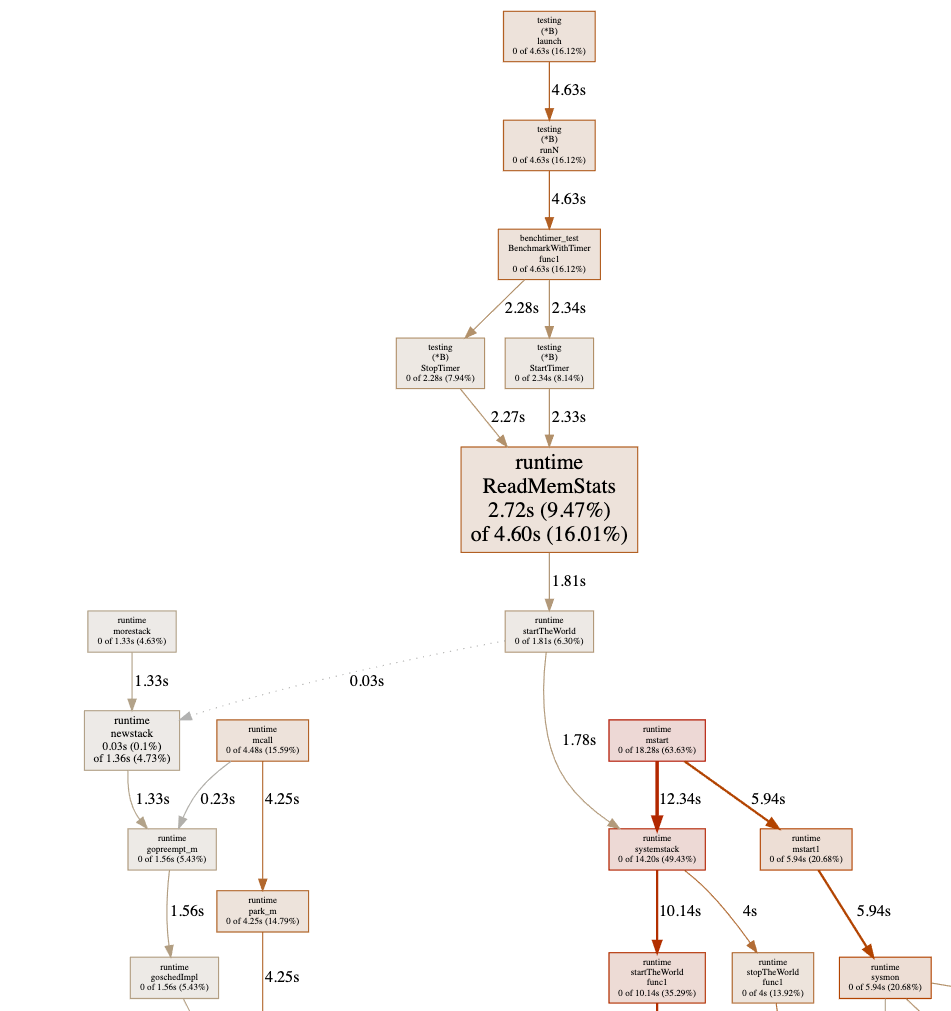 testing
(*B)
launch
0 of 4.63s (16.12%)
4.63s
testing
(*B)
runN
0 of 4.63s (16.12%)
4.63s
benchtimer_test
BenchmarkWithTimer
func1
0 of 4.63s (16.12%)
2.28s
2.34s
testing
(*B)
StopTimer
0 of 2.28s (7.94%)
testing
(*B)
StartTimer
0 of 2.34s (8.14%)
2.27s
2.33s
runtime
ReadMemStats
2.72s (9.47%)
of 4.60s (16.01%)
1.81s
runtime
morestack
0 of 1.33s (4.63%)
runtime
startTheWorld
0 of 1.81s (6.30%)
1.33s
0.03s
runtime
newstack
0.03s (0.1%)
of 1.36s (4.73%)
runtime
mcall
0 of 4.48s (15.59%)
1.78s
runtime
mstart
0 of 18.28s (63.63%)
1.33s
0.23s
4.25s
12.34s
5.94s
runtime
gopreempt_m
0 of 1.56s (5.43%)
runtime
systemstack
0 of 14.20s (49.43%)
runtime
mstart1
0 of 5.94s (20.68%)
1.56s
runtime
park_m
0 of 4.25s (14.79%)
10.14s
4s
5.94s
runtime
goschedImpl
0 of 1.56s (5.43%)
4.25s
runtime
startTheWorld
func1
0 of 10.14s (35.29%)
runtime
stopTheWorld
func1
0 of 4s (13.92%)
runtime
sysmon
0 of 5.94s (20.68%)